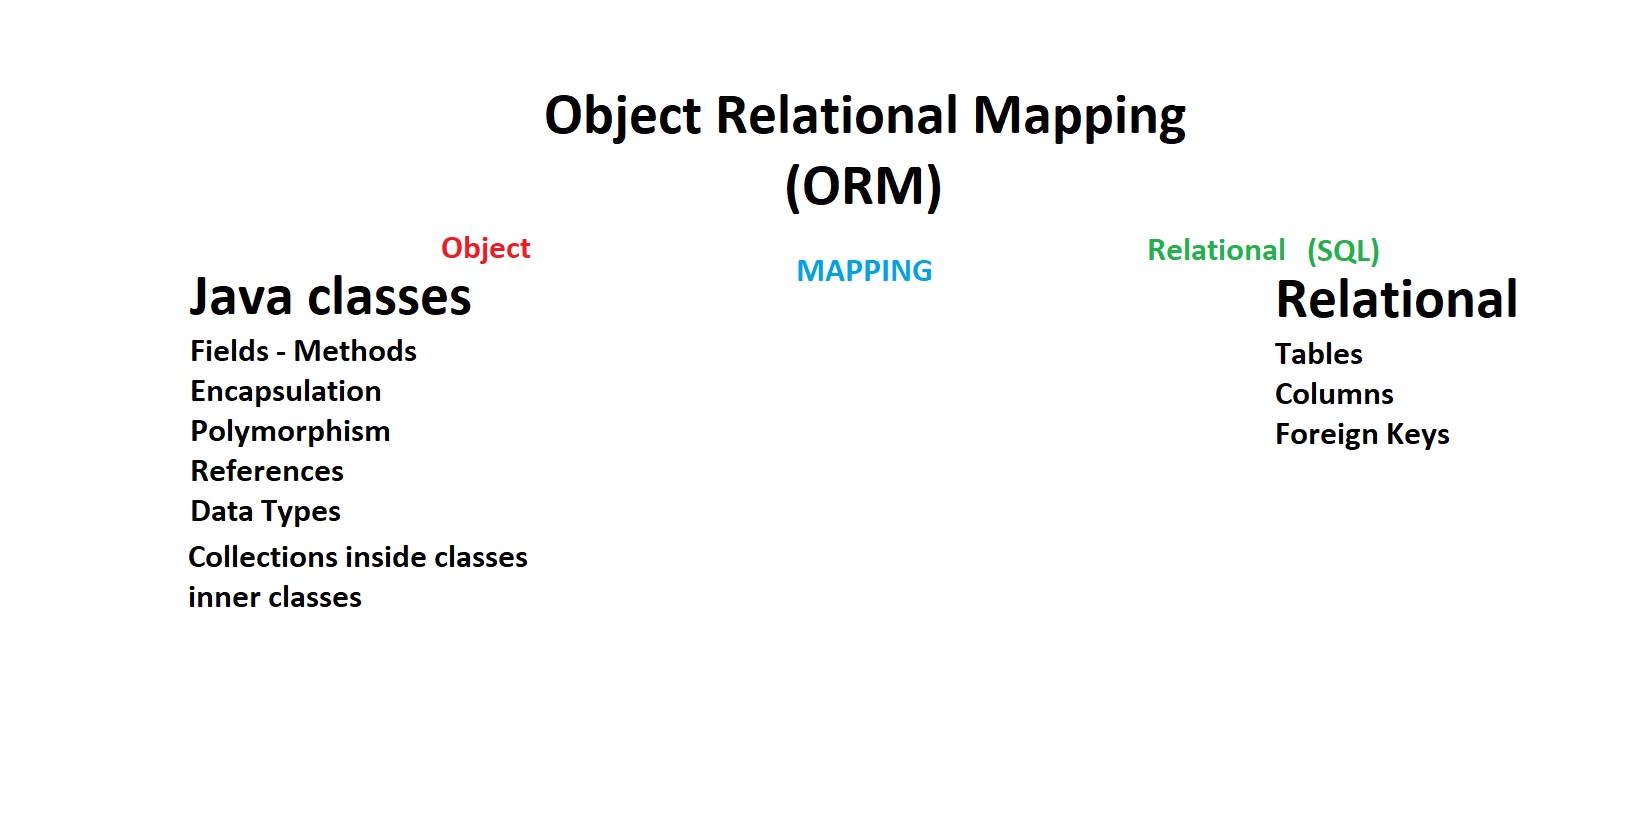 Object Relational Mapping
(ORM)
Object
MAPPING
Relational (SQL)
Java classes
Fields - Methods
Encapsulation
Polymorphism
References
Data Types
Collections inside classes
inner classes
Relational
Tables
Columns
Foreign Keys